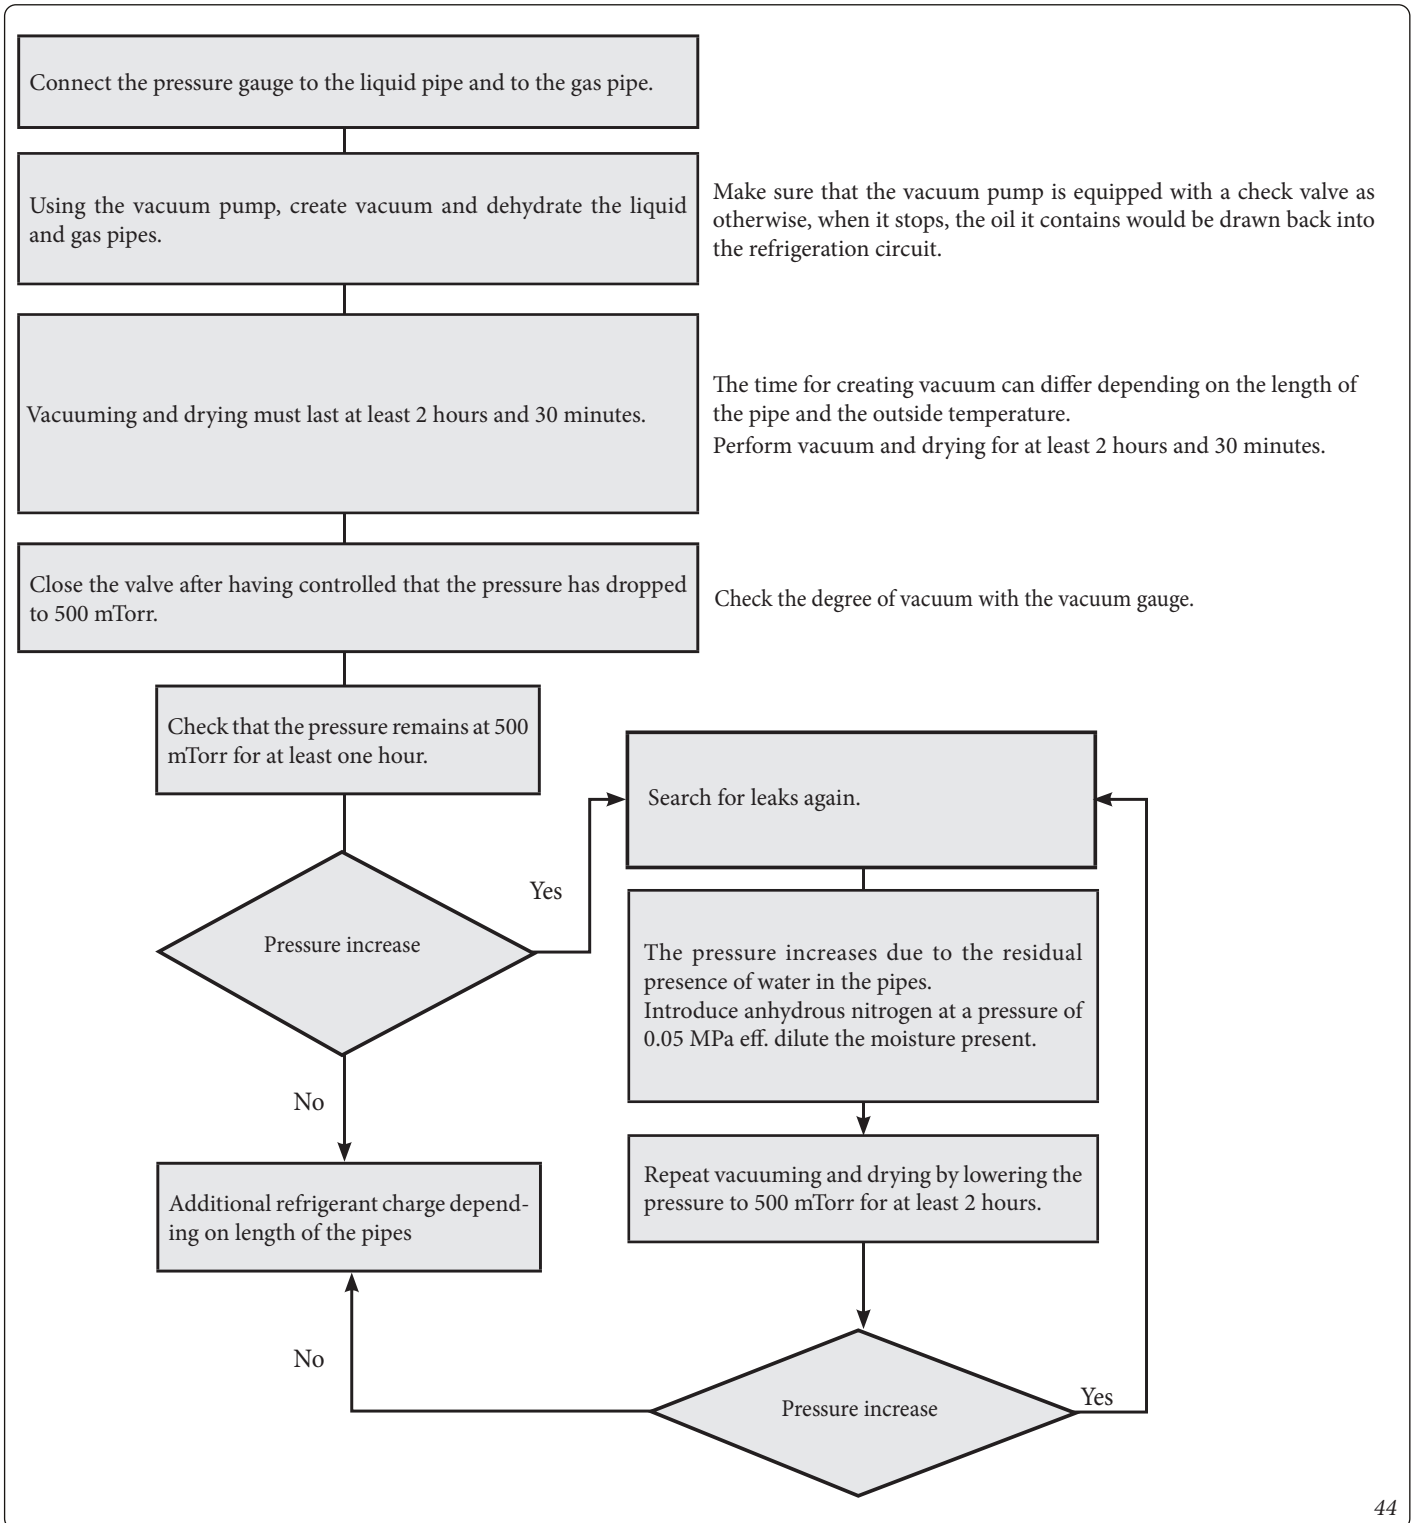 Connect the pressure gauge to the liquid pipe and to the gas pipe.
Using the vacuum pump, create vacuum and dehydrate the liquid
and gas pipes.
Make sure that the vacuum pump is equipped with a check valve as
otherwise, when it stops, the oil it contains would be drawn back into
the refrigeration circuit.
Vacuuming and drying must last at least 2 hours and 30 minutes.
The time for creating vacuum can differ depending on the length of
the pipe and the outside temperature.
Perform vacuum and drying for at least 2 hours and 30 minutes.
Close the valve after having controlled that the pressure has dropped
to 500 mTorr.
Check the degree of vacuum with the vacuum gauge.
Check that the pressure remains at 500
mTorr for at least one hour.
Search for leaks again.
Yes
Pressure increase
The pressure increases due to the residual
presence of water in the pipes.
Introduce anhydrous nitrogen at a pressure of
0.05 MPa eff. dilute the moisture present.
No
Repeat vacuuming and drying by lowering the
pressure to 500 mTorr for at least 2 hours.
Additional refrigerant charge depend-
ing on length of the pipes
No
Pressure increase
Yes
44